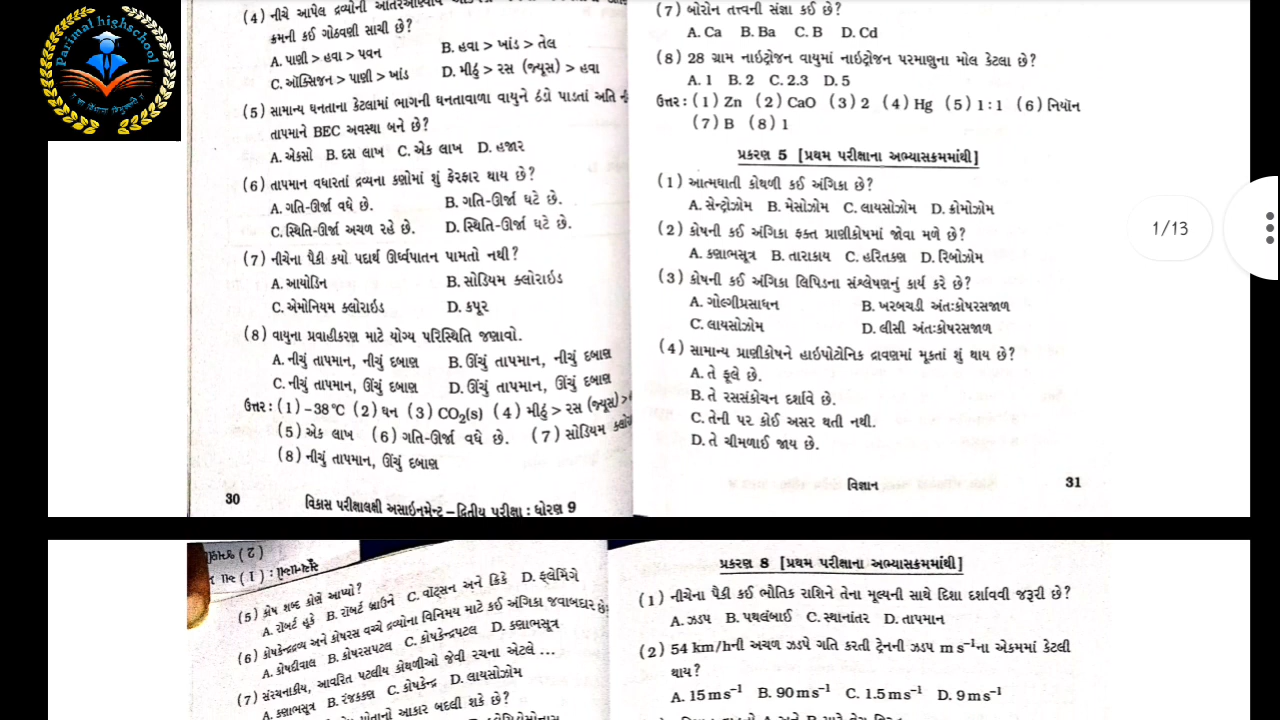 Parimal highschool
(4) નીચે આપેલ દ્રવ્યોની
ક્રમની કઈ ગોઠવણી સાચી છે?
A. પાણી > હવા > પવન
B. હવા > ખાંડ > તેલ
C. ઑક્સિજન > પાણી > ખાંડ
D. મીઠું > રસ (જ્યૂસ) > હવા
(5) સામાન્ય ઘનતાના કેટલામાં ભાગની ઘનતાવાળા વાયુને ઠંડો પાડતાં અતિ
તાપમાને BEC અવસ્થા બને છે?
A. એકસો B. દસ લાખ C. એક લાખ D. હજાર
(6) તાપમાન વધારતાં દ્રવ્યના કણોમાં શું ફેરફાર થાય છે?
A. ગતિ-ઊર્જા વધે છે.
B. ગતિ-ઊર્જા ઘટે છે.
C. સ્થિતિ-ઊર્જા અચળ રહે છે.
D. સ્થિતિ-ઊર્જા ઘટે છે.
(7) નીચેના પૈકી કયો પદાર્થ ઊર્ધ્વપાતન પામતો નથી?
A. આયોડિન
B. સોડિયમ ક્લોરાઇડ
C. એમોનિયમ ક્લોરાઇડ
D. કપૂર
(8) વાયુના પ્રવાહીકરણ માટે યોગ્ય પરિસ્થિતિ જણાવો.
A. નીચું તાપમાન, નીચું દબાણ
B. ઊંચું તાપમાન, નીચું દબાણ
C. નીચું તાપમાન, ઊંચું દબાણ
D. ઊંચું તાપમાન, ઊંચું દબાણ
ઉત્તર : (1) –38 °C (2) ઘન (3) CO₂(s) (4) મીઠું > રસ (જ્યૂસ) >
(5) એક લાખ (6) ગતિ-ઊર્જા વધે છે. (7) સોડિયમ
(8) નીચું તાપમાન, ઊંચું દબાણ
30
વિકાસ પરીક્ષાલક્ષી અસાઇનમેન્ટ – દ્વિતીય પરીક્ષા : ધોરણ 9
(7) બોરોન તત્ત્વની સંજ્ઞા કઈ છે?
A. Ca B. Ba C. B D. Cd
(8) 28 ગ્રામ નાઇટ્રોજન વાયુમાં નાઇટ્રોજન પરમાણુના મોલ કેટલા છે?
A. 1 B. 2 C. 2.3 D. 5
ઉત્તર : (1) Zn (2) CaO (3) 2 (4) Hg (5) 1 : 1 (6) નિયૉન
(7) B (8) 1
પ્રકરણ 5 [પ્રથમ પરીક્ષાના અભ્યાસક્રમમાંથી]
(1) આત્મઘાતી કોથળી કઈ અંગિકા છે?
A. સેન્ટ્રોઝોમ B. મેસોઝોમ C. લાયસોઝોમ D. ક્રોમોઝોમ
(2) કોષની કઈ અંગિકા ફક્ત પ્રાણીકોષમાં જોવા મળે છે?
A. કણાભસૂત્ર B. તારાકાય C. હરિતકણ D. રિબોઝોમ
(3) કોષની કઈ અંગિકા લિપિડના સંશ્લેષણનું કાર્ય કરે છે?
A. ગોલ્ગીપ્રસાધન
B. ખરબચડી અંતઃકોષરસજાળ
C. લાયસોઝોમ
D. લીસી અંતઃકોષરસજાળ
(4) સામાન્ય પ્રાણીકોષને હાઇપોટોનિક દ્રાવણમાં મૂકતાં શું થાય છે?
A. તે ફૂલે છે.
B. તે રસસંકોચન દર્શાવે છે.
C. તેની પર કોઈ અસર થતી નથી.
D. તે ચીમળાઈ જાય છે.
વિજ્ઞાન
31
1/13
(5) કોષ શબ્દ કોણે આપ્યો?
A. રૉબર્ટ હૂકે B. રૉબર્ટ બ્રાઉને C. વૉટ્સન અને ક્રિકે D. ફ્લેમિંગે
(6) કોષકેન્દ્રદ્રવ્ય અને કોષરસ વચ્ચે દ્રવ્યોના વિનિમય માટે કઈ અંગિકા જવાબદાર છે?
A. કોષદીવાલ B. કોષરસપટલ C. કોષકેન્દ્રપટલ D. કણાભસૂત્ર
(7) સંરચનાકીય, આવરિત પટલીય કોથળીઓ જેવી રચના એટલે ...
A. કણાભસૂત્ર B. રંજકકણ C. કોષકેન્દ્ર D. લાયસોઝોમ
પોતાનો આકાર બદલી શકે છે?
પ્રકરણ 8 [પ્રથમ પરીક્ષાના અભ્યાસક્રમમાંથી]
(1) નીચેના પૈકી કઈ ભૌતિક રાશિને તેના મૂલ્યની સાથે દિશા દર્શાવવી જરૂરી છે?
A. ઝડપ B. પથલંબાઈ C. સ્થાનાંતર D. તાપમાન
(2) 54 km/hની અચળ ઝડપે ગતિ કરતી ટ્રેનની ઝડપ m s⁻¹ના એકમમાં કેટલી
થાય?
A. 15 m s⁻¹ B. 90 m s⁻¹ C. 1.5 m s⁻¹ D. 9 m s⁻¹